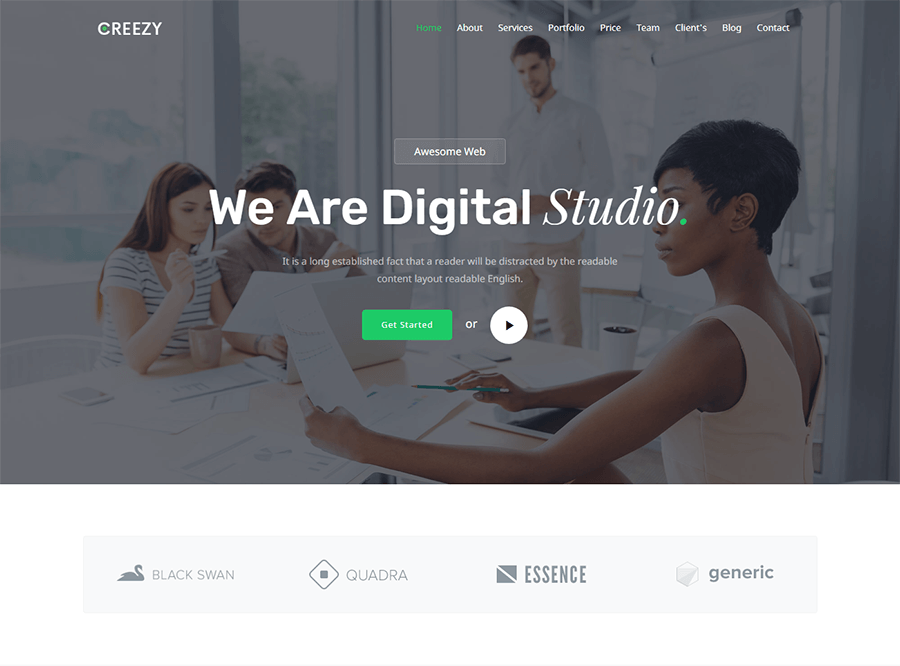 CREEZY
Home About Services Portfolio Price Team Client's Blog Contact
Awesome Web
We Are Digital Studio.
It is a long established fact that a reader will be distracted by the readable
content layout readable English.
Get Started or
BLACK SWAN
QUADRA
ESSENCE
generic